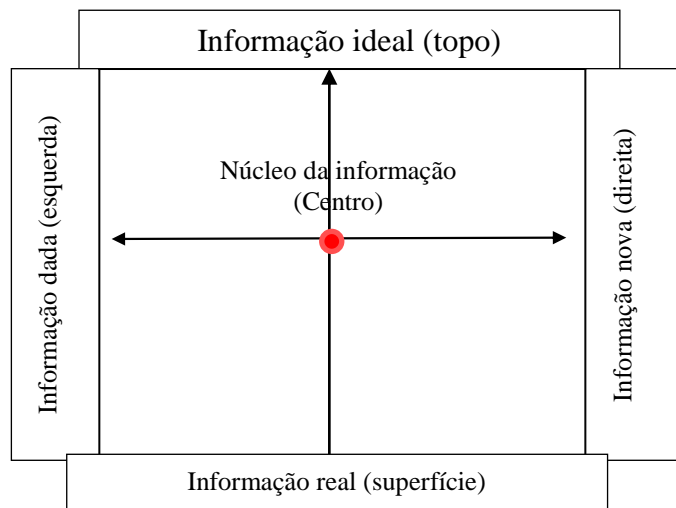 Informação ideal (topo)
Informação dada (esquerda)
Núcleo da informação
(Centro)
Informação nova (direita)
Informação real (superfície)